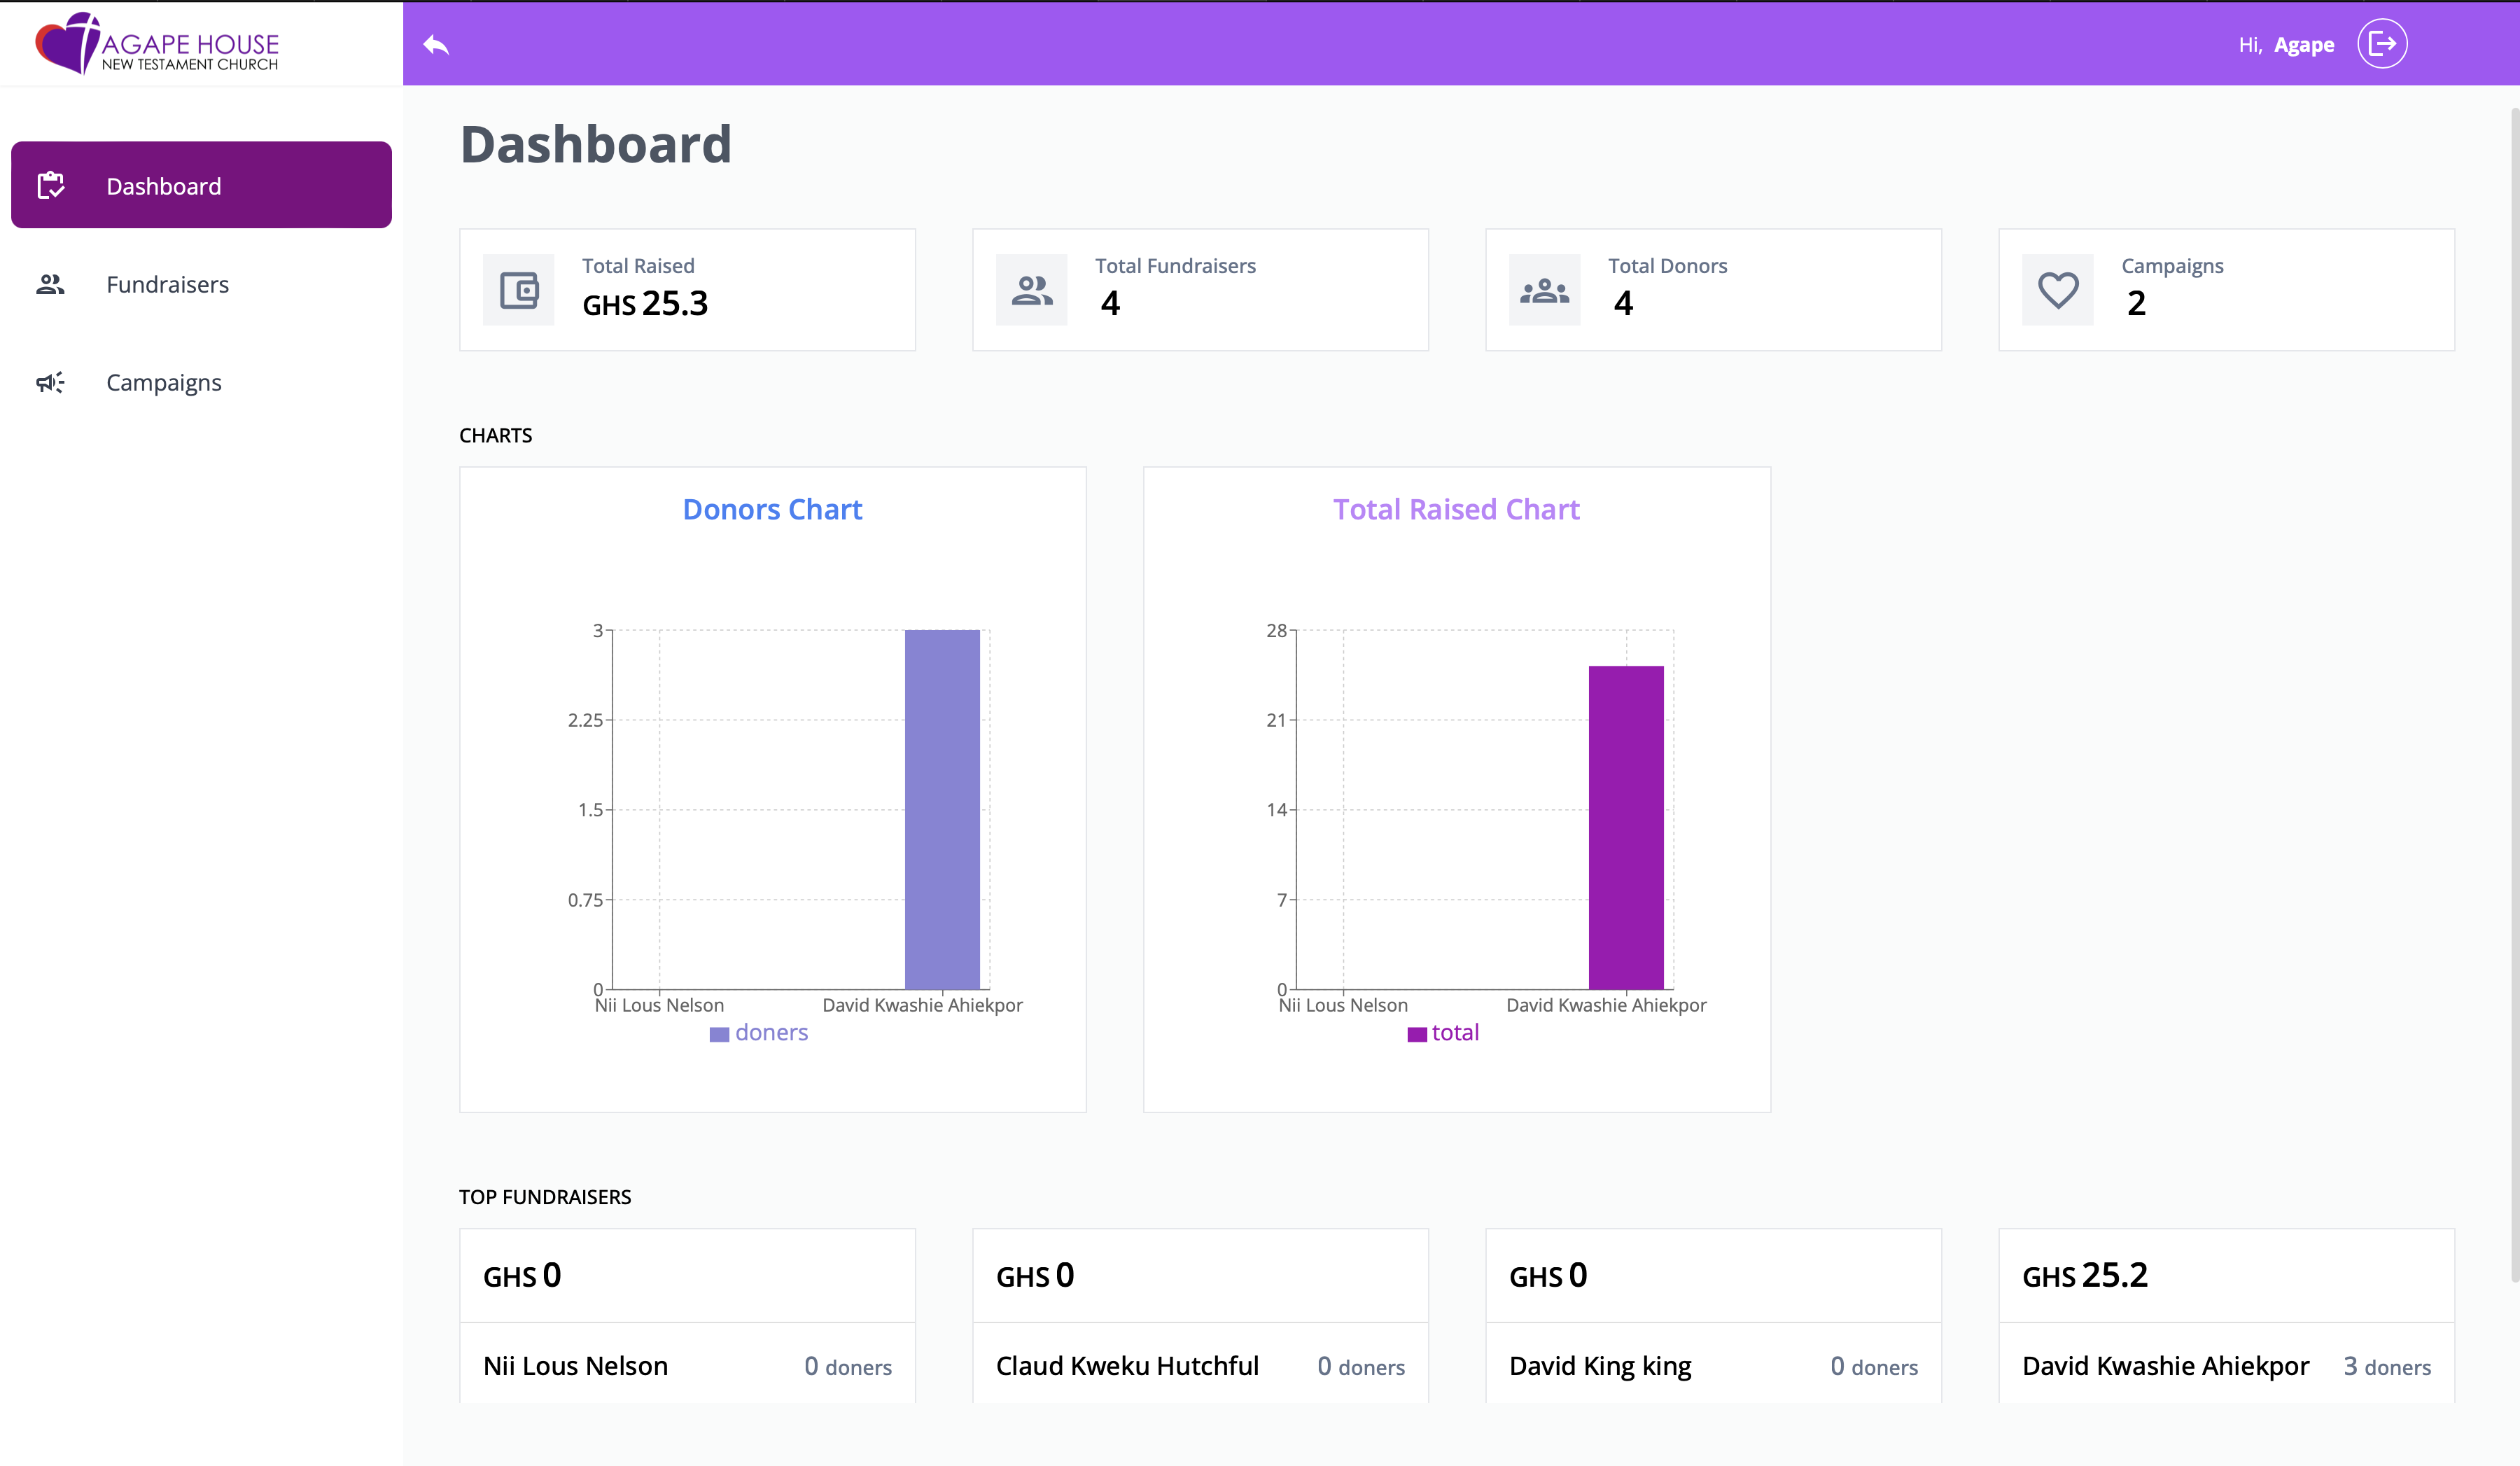 AGAPE HOUSE
NEW TESTAMENT CHURCH
Hi, Agape
Dashboard
Fundraisers
Campaigns
Dashboard
Total Raised
GHS 25.3
Total Fundraisers
4
Total Donors
4
Campaigns
2
CHARTS
Donors Chart
3
2.25
1.5
0.75
0
Nii Lous Nelson
David Kwashie Ahiekpor
doners
Total Raised Chart
28
21
14
7
0
Nii Lous Nelson
David Kwashie Ahiekpor
total
TOP FUNDRAISERS
GHS 0
Nii Lous Nelson
0 doners
GHS 0
Claud Kweku Hutchful
0 doners
GHS 0
David King king
0 doners
GHS 25.2
David Kwashie Ahiekpor
3 doners